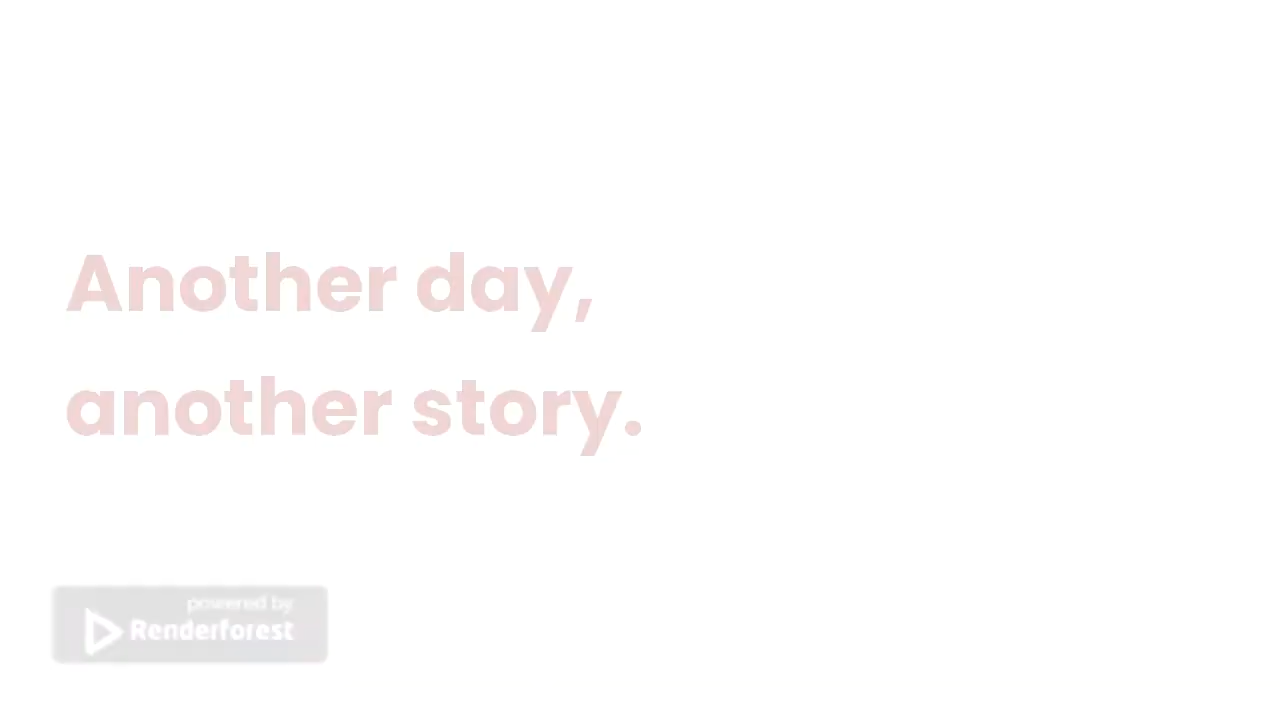 Another day,
another story.
powered by
Renderforest